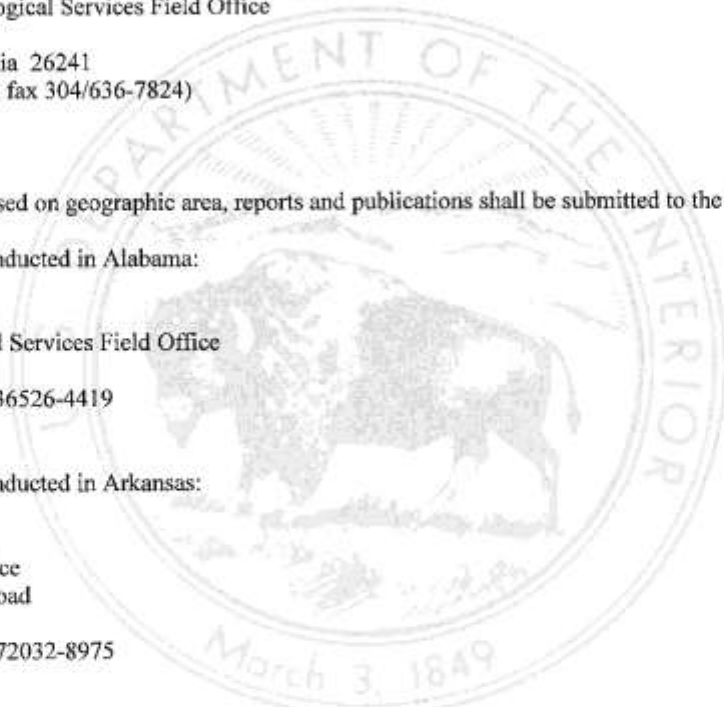 ogical Services Field Office
ia 26241
fax 304/636-7824)
sed on geographic area, reports and publications shall be submitted to the
nducted in Alabama:
l Services Field Office
36526-4419
nducted in Arkansas:
ce
oad
72032-8975
DEPARTMENT OF THE INTERIOR
March 3, 1849